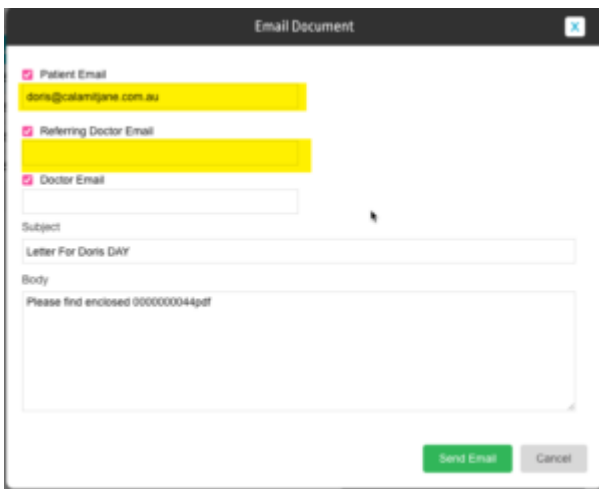 Email Document
X
Patient Email
doris@calamitjane.com.au
Referring Doctor Email
Doctor Email
Subject
Letter For Doris DAY
Body
Please find enclosed 0000000044pdf
Send Email
Cancel